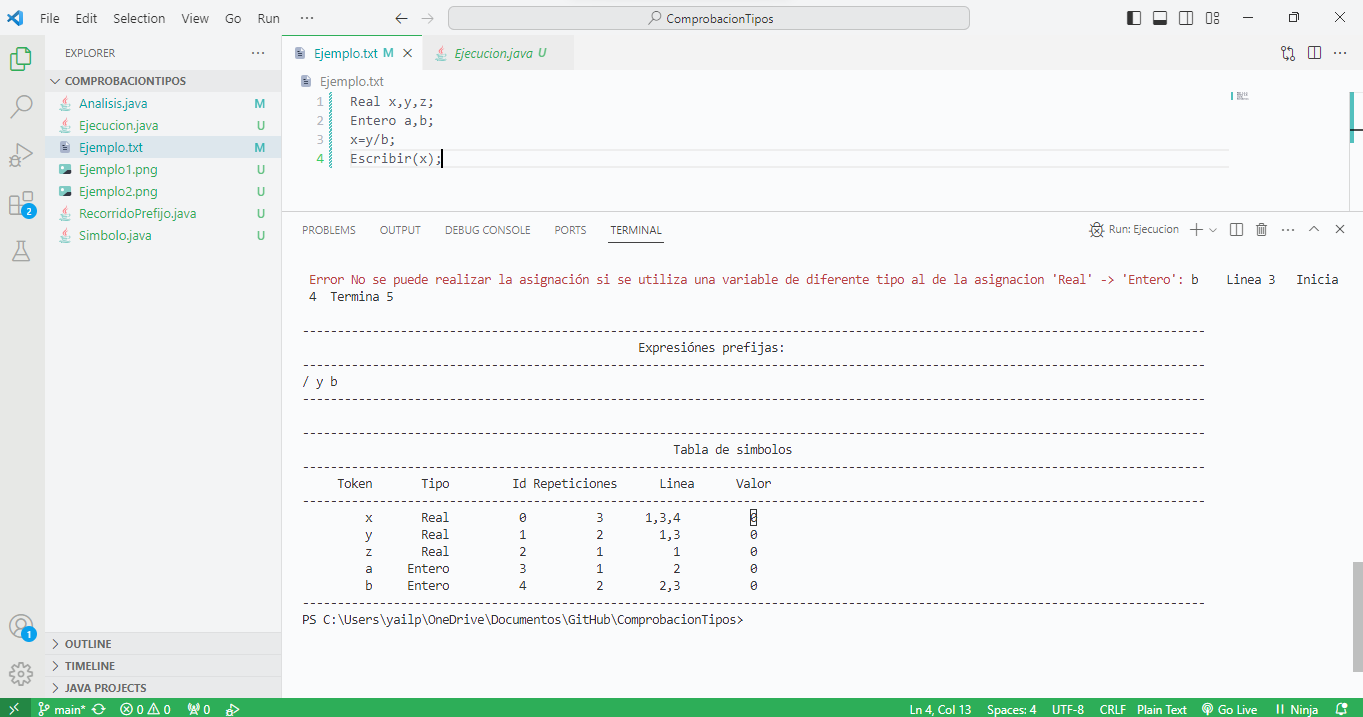 File Edit Selection View Go Run ···
ComprobacionTipos
EXPLORER ···
COMPROBACIONTIPOS
Analisis.java M
Ejecucion.java U
Ejemplo.txt M
Ejemplo1.png U
Ejemplo2.png U
RecorridoPrefijo.java U
Simbolo.java U
2
1
OUTLINE
TIMELINE
JAVA PROJECTS
Ejemplo.txt M Ejecucion.java U
Ejemplo.txt
1 Real x,y,z;
2 Entero a,b;
3 x=y/b;
4 Escribir(x);
PROBLEMS OUTPUT DEBUG CONSOLE PORTS TERMINAL Run: Ejecucion
Error No se puede realizar la asignación si se utiliza una variable de diferente tipo al de la asignacion 'Real' -> 'Entero': b Linea 3 Inicia
4 Termina 5
Expresiónes prefijas:
/ y b
Tabla de simbolos
Token Tipo Id Repeticiones Linea Valor
x Real 0 3 1,3,4 0
y Real 1 2 1,3 0
z Real 2 1 1 0
a Entero 3 1 2 0
b Entero 4 2 2,3 0
PS C:\Users\yailp\OneDrive\Documentos\GitHub\ComprobacionTipos>
main* 0 0 0 Ln 4, Col 13 Spaces: 4 UTF-8 CRLF Plain Text Go Live Ninja